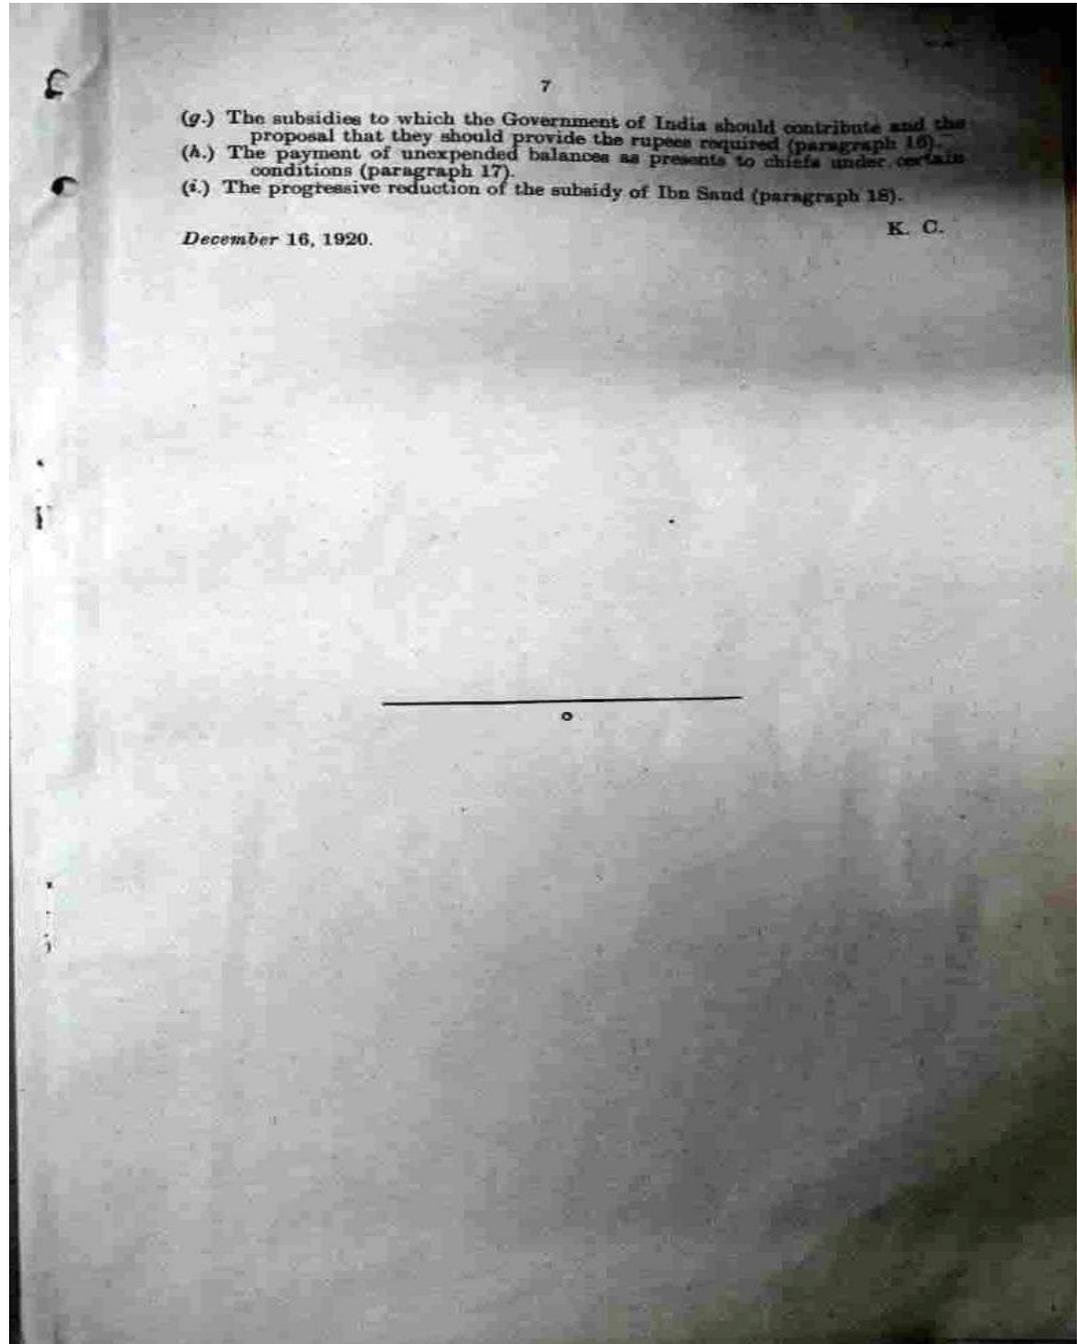 7
(g.) The subsidies to which the Government of India should contribute and the
proposal that they should provide the rupees required (paragraph 16).
(h.) The payment of unexpended balances as presents to chiefs under certain
conditions (paragraph 17).
(i.) The progressive reduction of the subsidy of Ibn Saud (paragraph 18).
K. C.
December 16, 1920.